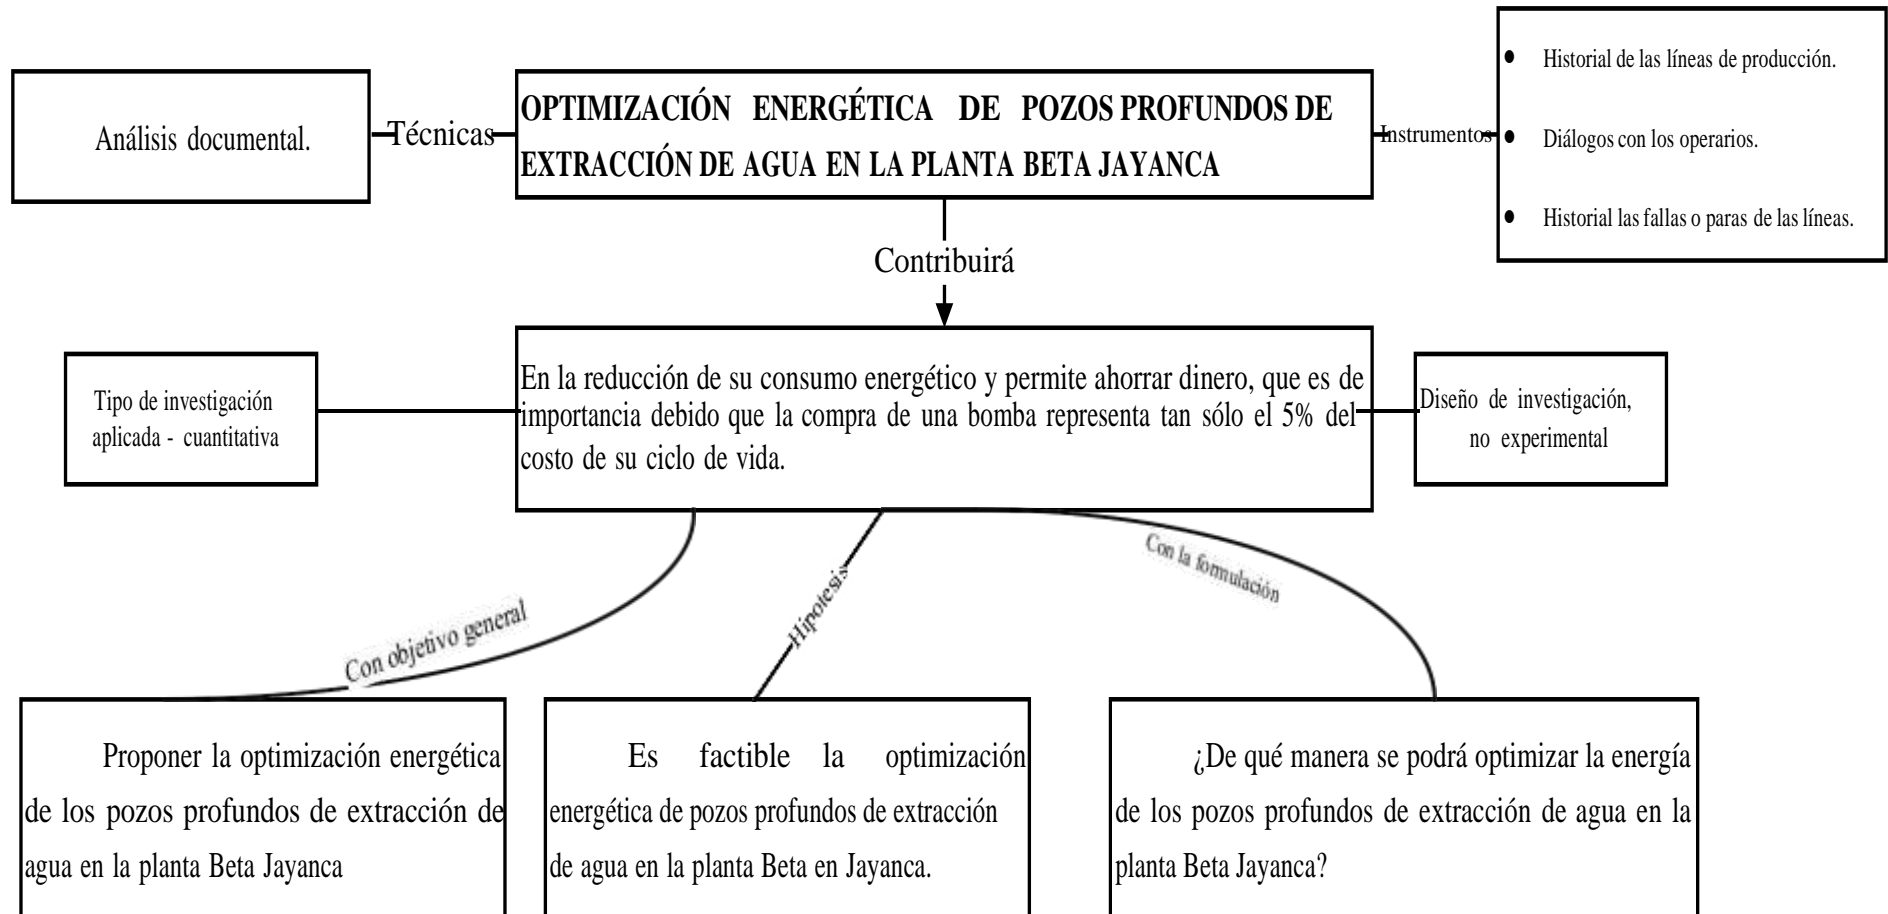 Análisis documental.
Técnicas
OPTIMIZACIÓN ENERGÉTICA DE POZOS PROFUNDOS DE
EXTRACCIÓN DE AGUA EN LA PLANTA BETA JAYANCA
Instrumentos
• Historial de las líneas de producción.
• Diálogos con los operarios.
• Historial las fallas o paras de las líneas.
Contribuirá
Tipo de investigación
aplicada - cuantitativa
En la reducción de su consumo energético y permite ahorrar dinero, que es de
importancia debido que la compra de una bomba representa tan sólo el 5% del
costo de su ciclo de vida.
Diseño de investigación,
no experimental
Con objetivo general
Hipotesis
Con la formulación
Proponer la optimización energética
de los pozos profundos de extracción de
agua en la planta Beta Jayanca
Es factible la optimización
energética de pozos profundos de extracción
de agua en la planta Beta en Jayanca.
¿De qué manera se podrá optimizar la energía
de los pozos profundos de extracción de agua en la
planta Beta Jayanca?